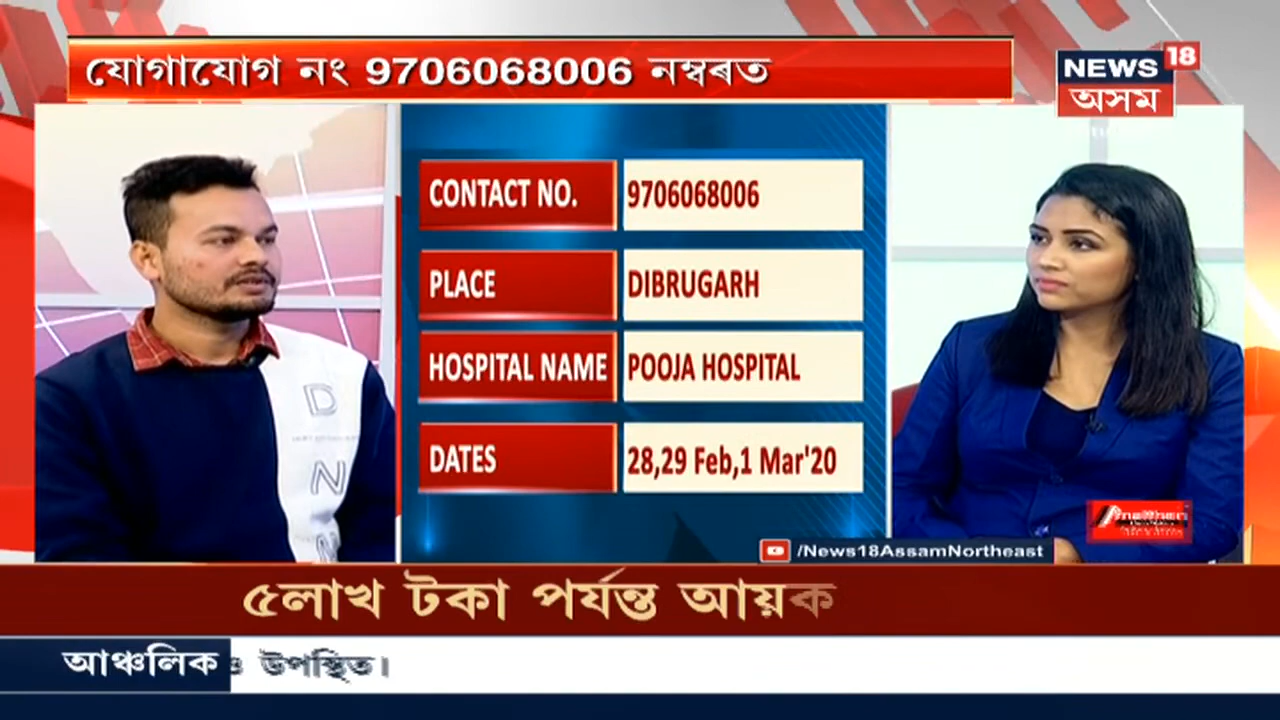 যোগাযোগ নং 9706068006 নম্বৰত
NEWS 18
অসম
CONTACT NO. 9706068006
PLACE DIBRUGARH
HOSPITAL NAME POOJA HOSPITAL
DATES 28,29 Feb,1 Mar'20
D
N
/News18AssamNortheast
৫লাখ টকা পৰ্যন্ত আয়ক
আঞ্চলিক ও উপস্থিত।